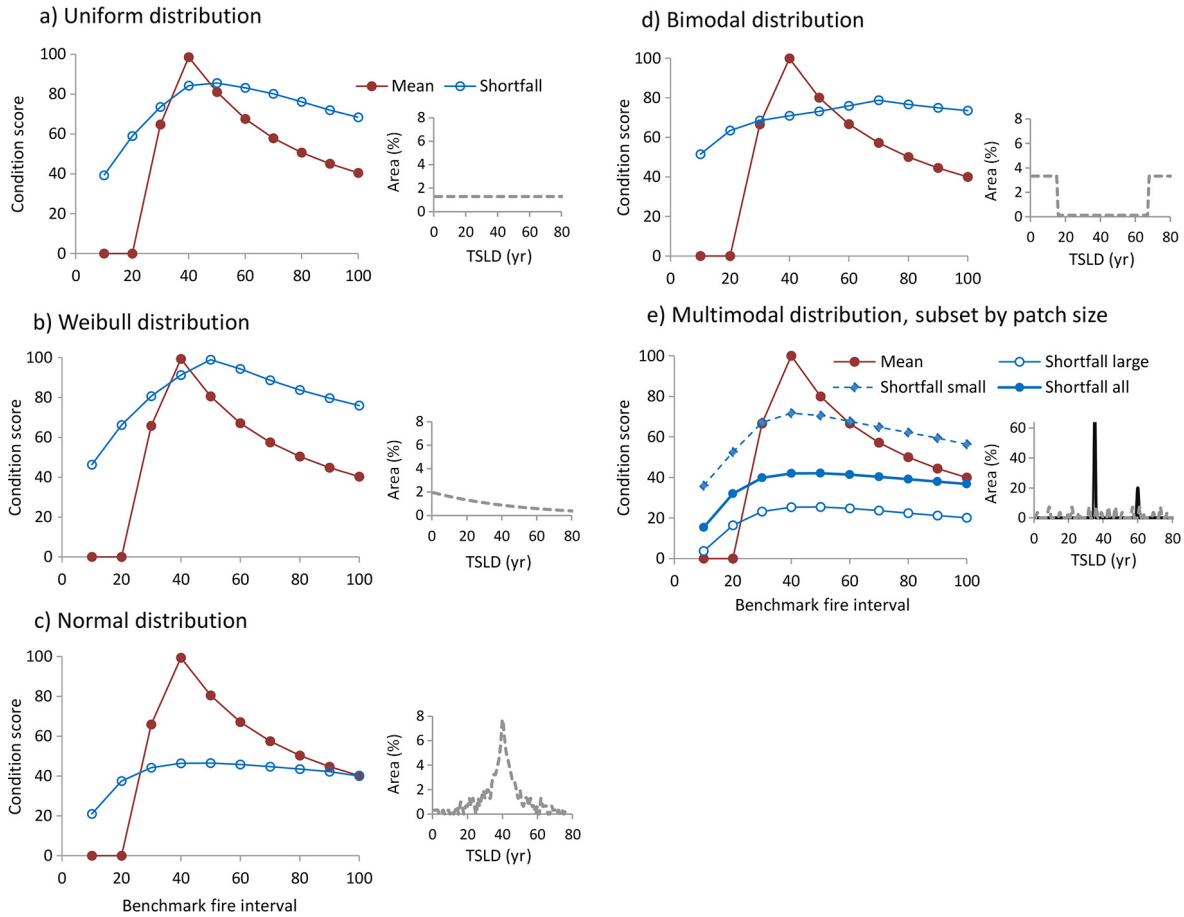 a) Uniform distribution
Condition score
100
80
60
40
20
0
0 20 40 60 80 100
Mean Shortfall
Area (%)
8
6
4
2
0
0 20 40 60 80
TSLD (yr)
b) Weibull distribution
Condition score
100
80
60
40
20
0
0 20 40 60 80 100
Area (%)
8
6
4
2
0
0 20 40 60 80
TSLD (yr)
c) Normal distribution
Condition score
100
80
60
40
20
0
0 20 40 60 80 100
Benchmark fire interval
Area (%)
8
6
4
2
0
0 20 40 60 80
TSLD (yr)
d) Bimodal distribution
Condition score
100
80
60
40
20
0
0 20 40 60 80 100
Area (%)
8
6
4
2
0
0 20 40 60 80
TSLD (yr)
e) Multimodal distribution, subset by patch size
Mean Shortfall large
Shortfall small Shortfall all
Condition score
100
80
60
40
20
0
0 20 40 60 80 100
Benchmark fire interval
Area (%)
60
40
20
0
0 20 40 60 80
TSLD (yr)